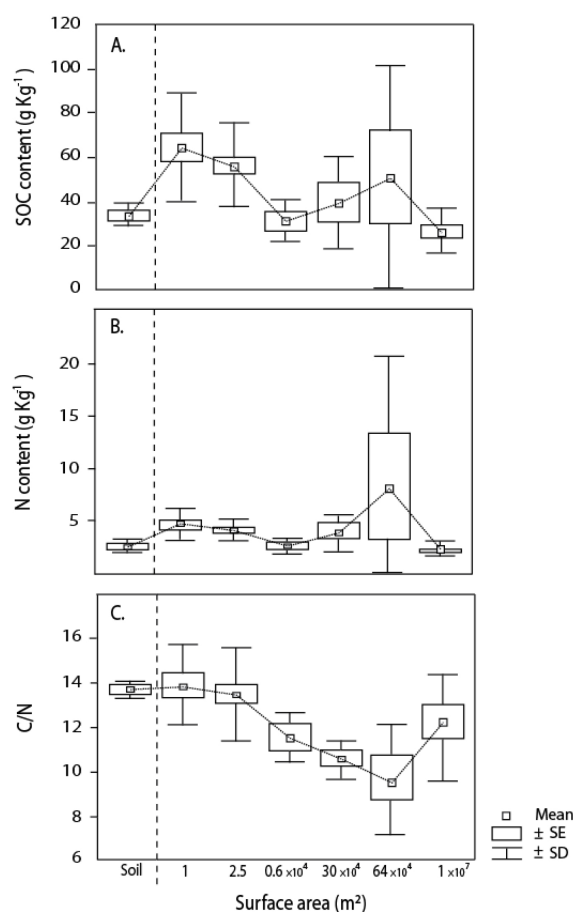 A.
120
100
80
60
40
20
0
SOC content (g Kg⁻¹)
B.
20
15
10
5
N content (g Kg⁻¹)
C.
16
14
12
10
8
6
C/N
Soil 1 2.5 0.6 ×10⁴ 30 ×10⁴ 64 ×10⁴ 1 ×10⁷
Surface area (m²)
Mean
± SE
± SD